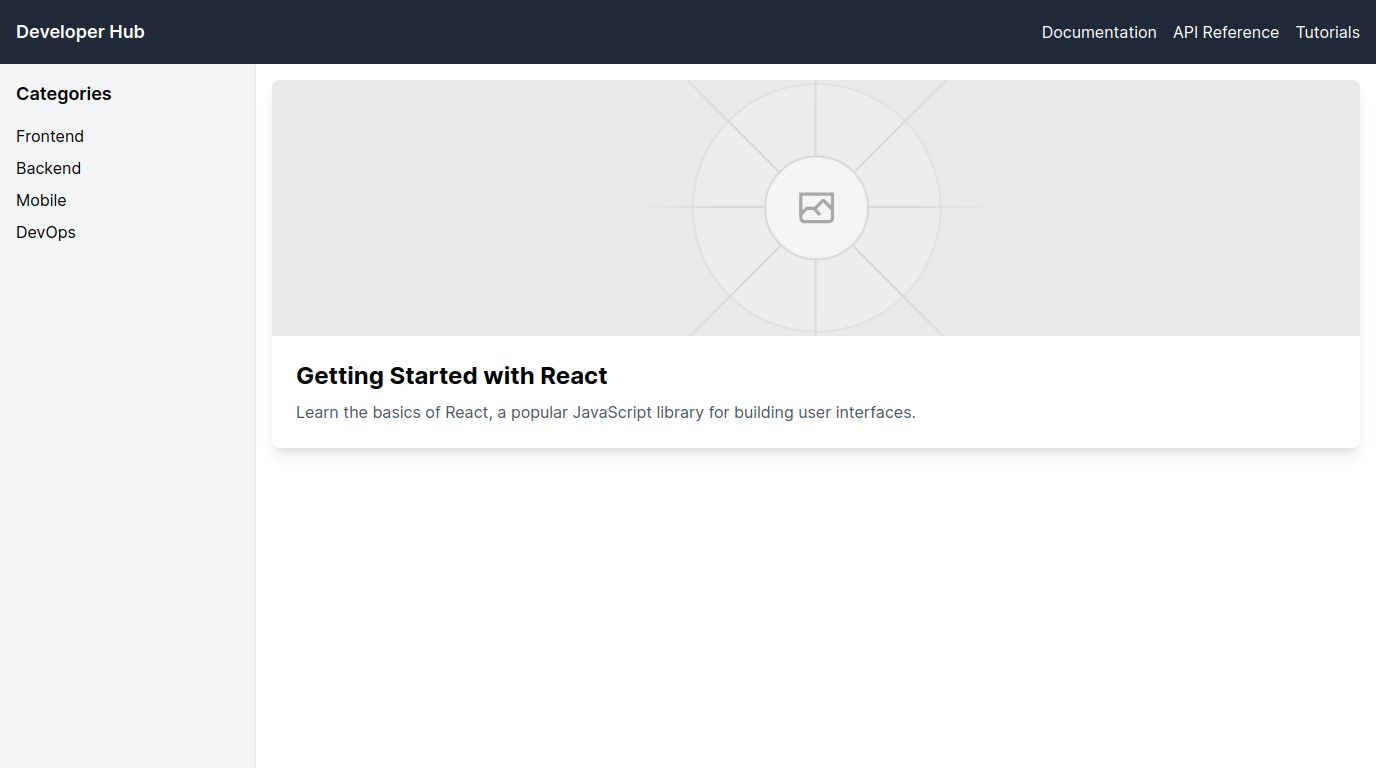 Developer Hub
Documentation API Reference Tutorials
Categories
Frontend
Backend
Mobile
DevOps
Getting Started with React
Learn the basics of React, a popular JavaScript library for building user interfaces.